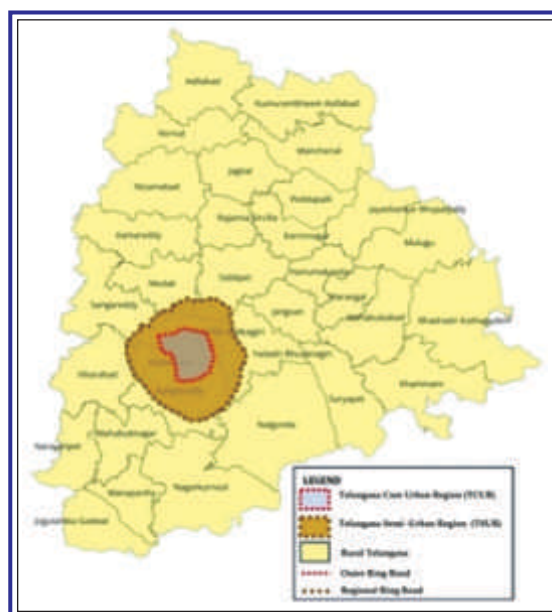 Adilabad
Kumurambheem Asifabad
Nirmal
Mancherial
Nizamabad
Jagtial
Peddapalli
Jayashankar Bhupalpally
Rajanna Sircilla
Kamareddy
Karimnagar
Mulugu
Medak
Siddipet
Hanumakonda
Warangal
Sangareddy
Jangaon
Mahabubabad
Bhadradri Kothagudem
Yadadri Bhuvanagiri
Vikarabad
Khammam
Suryapet
Nalgonda
Mahabubnagar
Narayanpet
Wanaparthy
Nagarkurnool
Jogulamba Gadwal
LEGEND
Telangana Core Urban Region (TCUR)
Telangana Semi-Urban Region (TSUR)
Rural Telangana
Outer Ring Road
Regional Ring Road